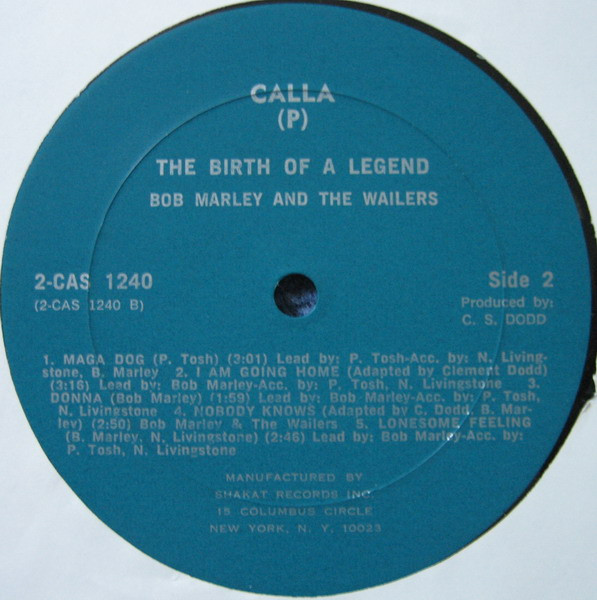 CALLA
(P)
THE BIRTH OF A LEGEND
BOB MARLEY AND THE WAILERS
2-CAS 1240
(2-CAS 1240 B)
Side 2
Produced by:
C. S. DODD
1. MAGA DOG (P. Tosh) (3:01) Lead by: P. Tosh-Acc. by: N. Living-
stone, B. Marley 2. I AM GOING HOME (Adapted by Clement Dodd)
(3:16) Lead by: Bob Marley-Acc. by: P. Tosh, N. Livingstone 3.
DONNA (Bob Marley) (1:59) Lead by: Bob Marley-Acc. by: P. Tosh,
N. Livingstone 4. NOBODY KNOWS (Adapted by C. Dodd, B. Mar-
ley) (2:50) Bob Marley & The Wailers 5. LONESOME FEELING
(B. Marley, N. Livingstone) (2:46) Lead by: Bob Marley-Acc. by:
P. Tosh, N. Livingstone
MANUFACTURED BY
SHAKAT RECORDS INC.
15 COLUMBUS CIRCLE
NEW YORK, N. Y. 10023